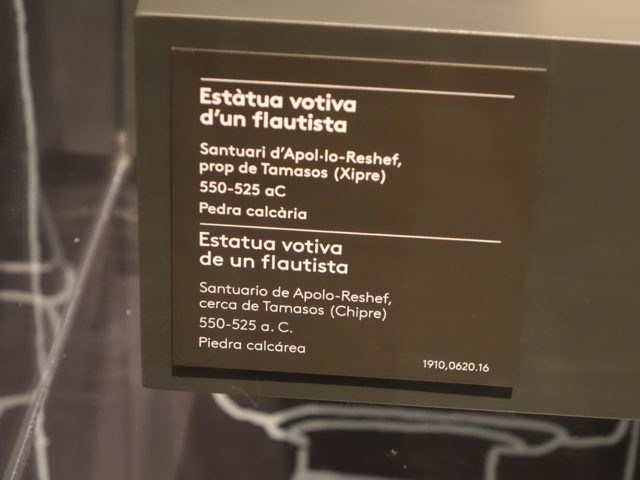 Estàtua votiva
d'un flautista
Santuari d'Apol·lo-Reshef,
prop de Tamasos (Xipre)
550-525 aC
Pedra calcària
Estatua votiva
de un flautista
Santuario de Apolo-Reshef,
cerca de Tamasos (Chipre)
550-525 a. C.
Piedra calcárea
1910,0620.16